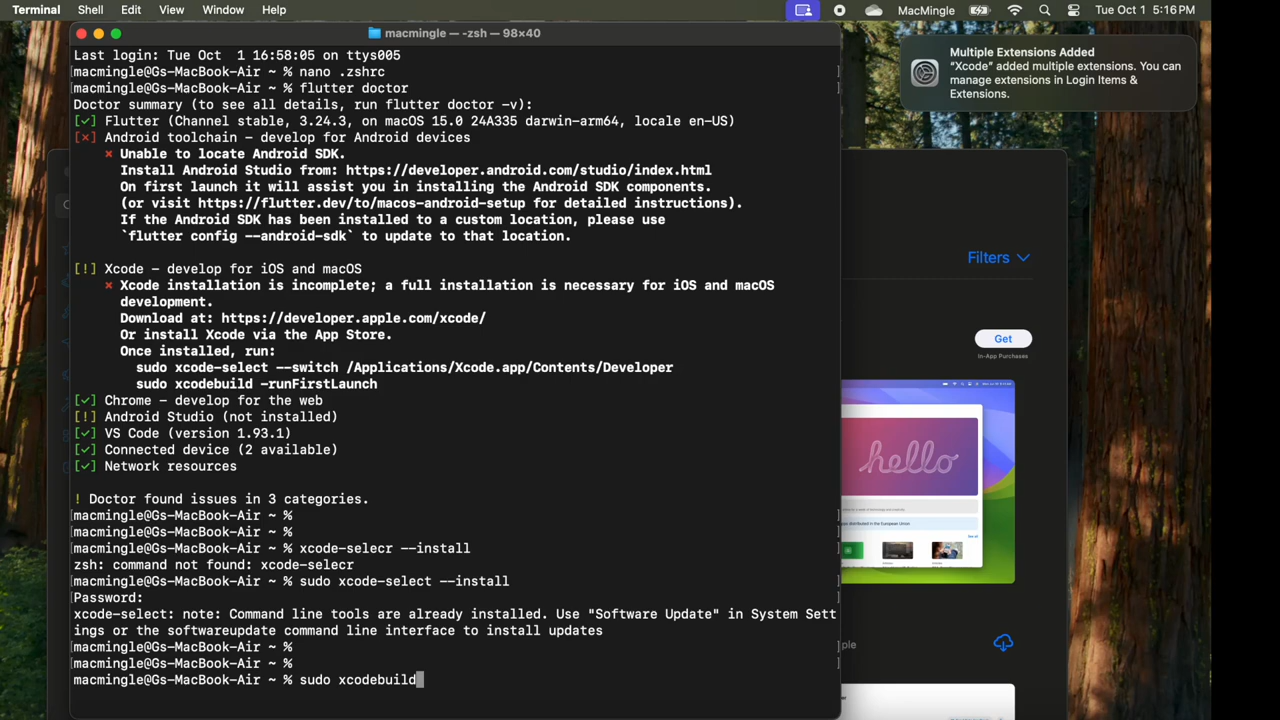 Terminal Shell Edit View Window Help MacMingle Tue Oct 1 5:16 PM
macmingle — -zsh — 98×40
Last login: Tue Oct  1 16:58:05 on ttys005
macmingle@Gs-MacBook-Air ~ % nano .zshrc
macmingle@Gs-MacBook-Air ~ % flutter doctor
Doctor summary (to see all details, run flutter doctor -v):
[✓] Flutter (Channel stable, 3.24.3, on macOS 15.0 24A335 darwin-arm64, locale en-US)
[✗] Android toolchain - develop for Android devices
✗ Unable to locate Android SDK.
Install Android Studio from: https://developer.android.com/studio/index.html
On first launch it will assist you in installing the Android SDK components.
(or visit https://flutter.dev/to/macos-android-setup for detailed instructions).
If the Android SDK has been installed to a custom location, please use
`flutter config --android-sdk` to update to that location.
[!] Xcode - develop for iOS and macOS
✗ Xcode installation is incomplete; a full installation is necessary for iOS and macOS
development.
Download at: https://developer.apple.com/xcode/
Or install Xcode via the App Store.
Once installed, run:
sudo xcode-select --switch /Applications/Xcode.app/Contents/Developer
sudo xcodebuild -runFirstLaunch
[✓] Chrome - develop for the web
[!] Android Studio (not installed)
[✓] VS Code (version 1.93.1)
[✓] Connected device (2 available)
[✓] Network resources
! Doctor found issues in 3 categories.
macmingle@Gs-MacBook-Air ~ %
macmingle@Gs-MacBook-Air ~ %
macmingle@Gs-MacBook-Air ~ % xcode-selecr --install
zsh: command not found: xcode-selecr
macmingle@Gs-MacBook-Air ~ % sudo xcode-select --install
Password:
xcode-select: note: Command line tools are already installed. Use "Software Update" in System Sett
ings or the softwareupdate command line interface to install updates
macmingle@Gs-MacBook-Air ~ %
macmingle@Gs-MacBook-Air ~ %
macmingle@Gs-MacBook-Air ~ % sudo xcodebuild
Multiple Extensions Added
“Xcode” added multiple extensions. You can
manage extensions in Login Items &
Extensions.
Filters
Get
In-App Purchases
hello
See all
ple